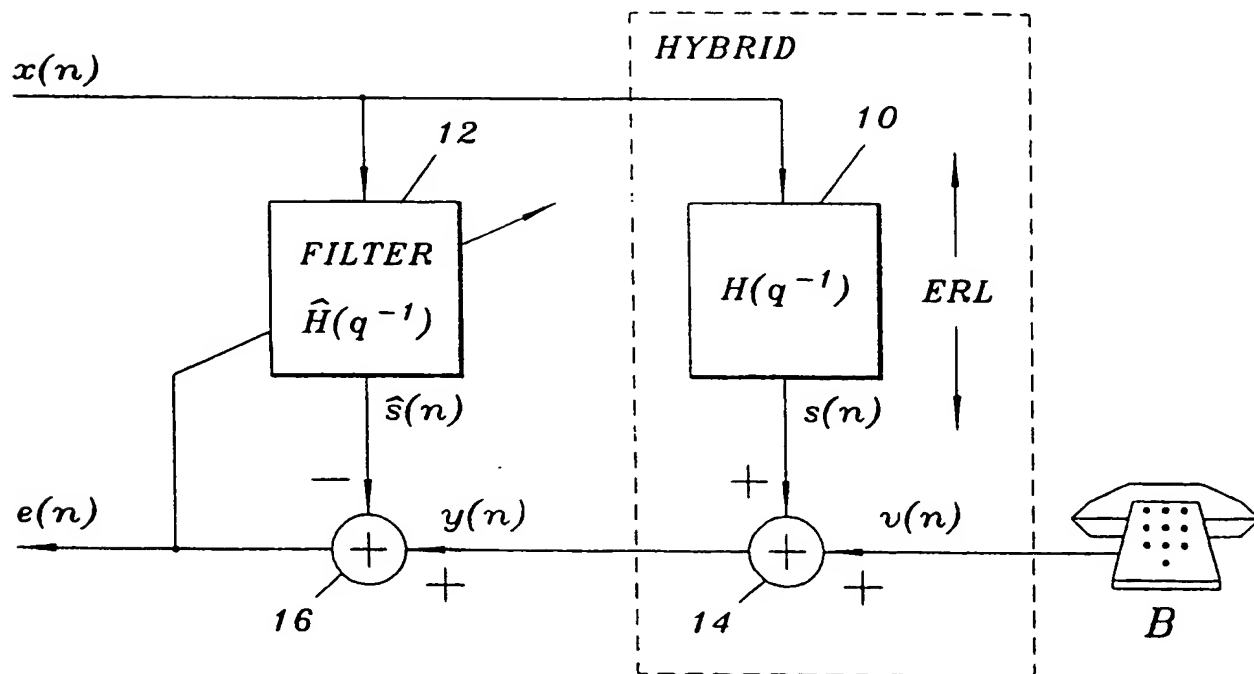 HYBRID
x(n)
12
10
FILTER
Ĥ(q⁻¹)
H(q⁻¹)
ERL
ŝ(n)
s(n)
−
+
e(n)
y(n)
v(n)
+
+
+
+
16
14
B